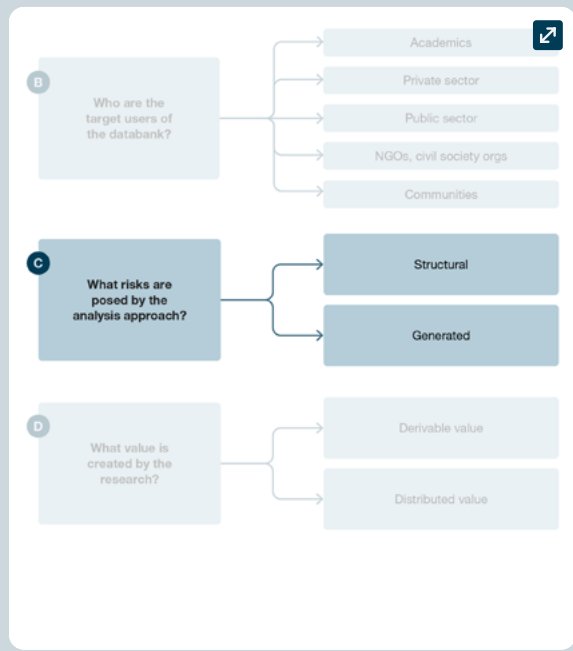 B
Who are the
target users of
the databank?
Academics
Private sector
Public sector
NGOs, civil society orgs
Communities
C
What risks are
posed by the
analysis approach?
Structural
Generated
D
What value is
created by the
research?
Derivable value
Distributed value